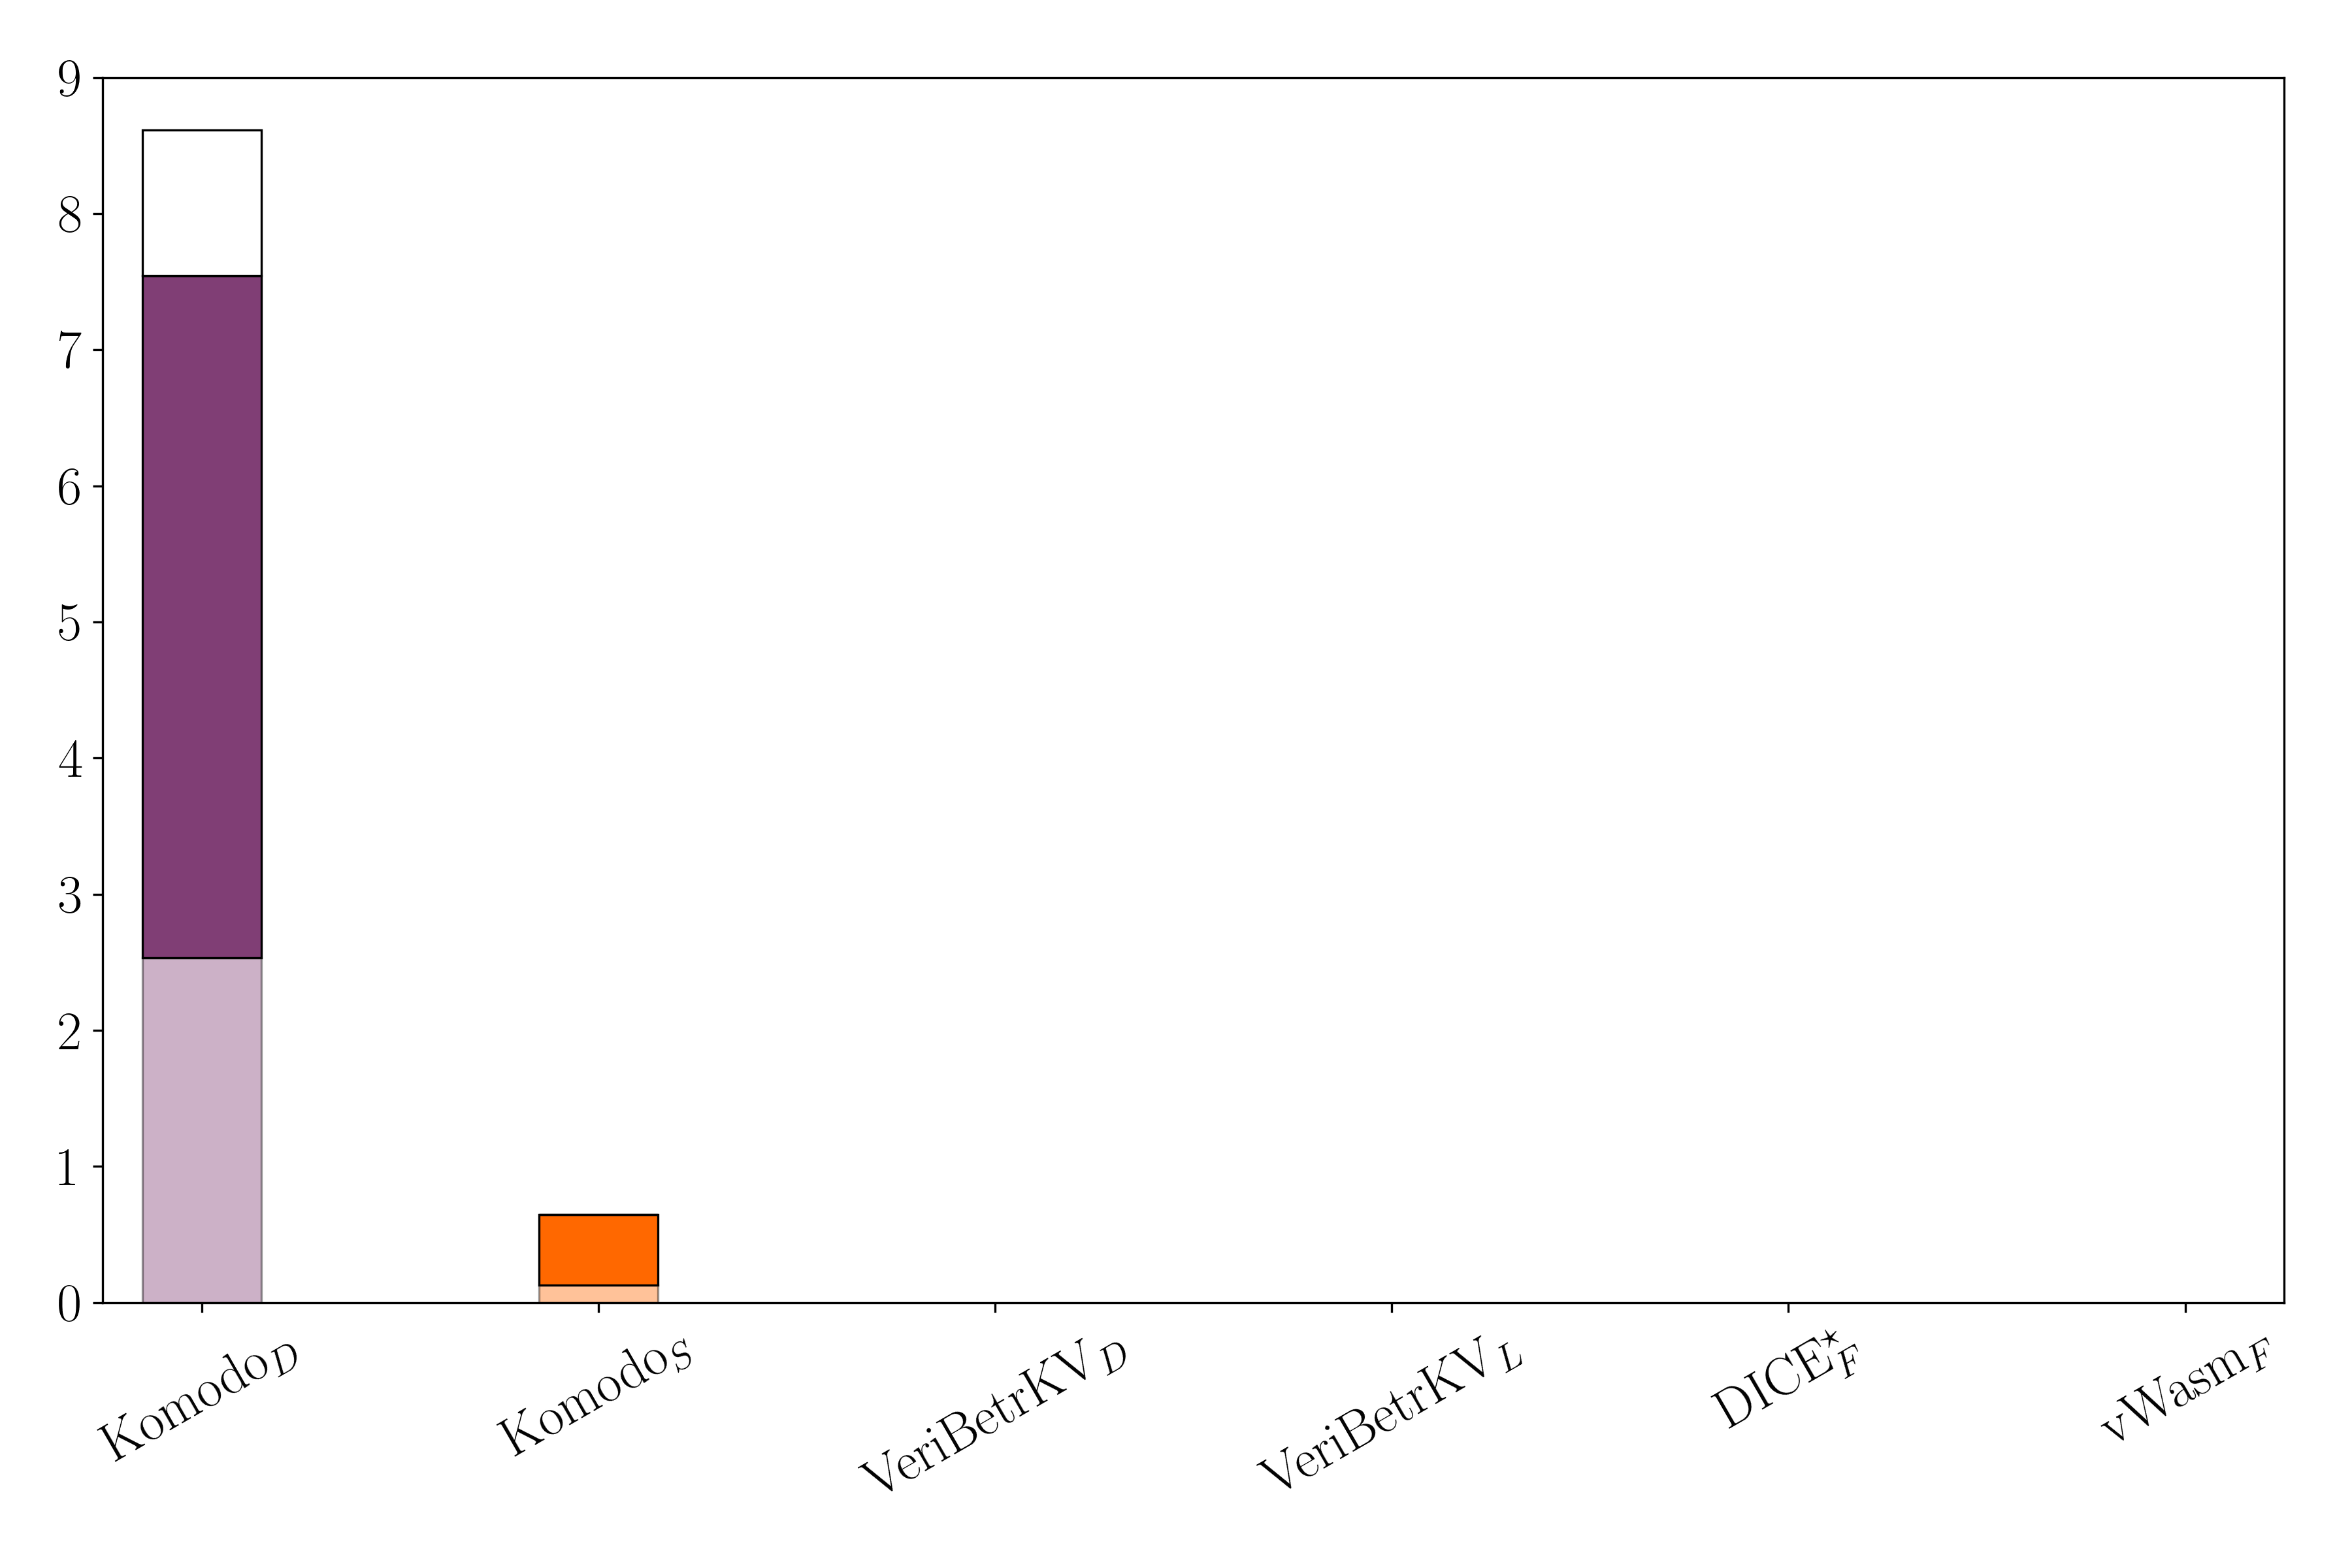 9
8
7
6
5
4
3
2
1
0
Komodo_D
Komodo_S
VeriBetrKV_D
VeriBetrKV_L
DICE*_F
vWasm_F